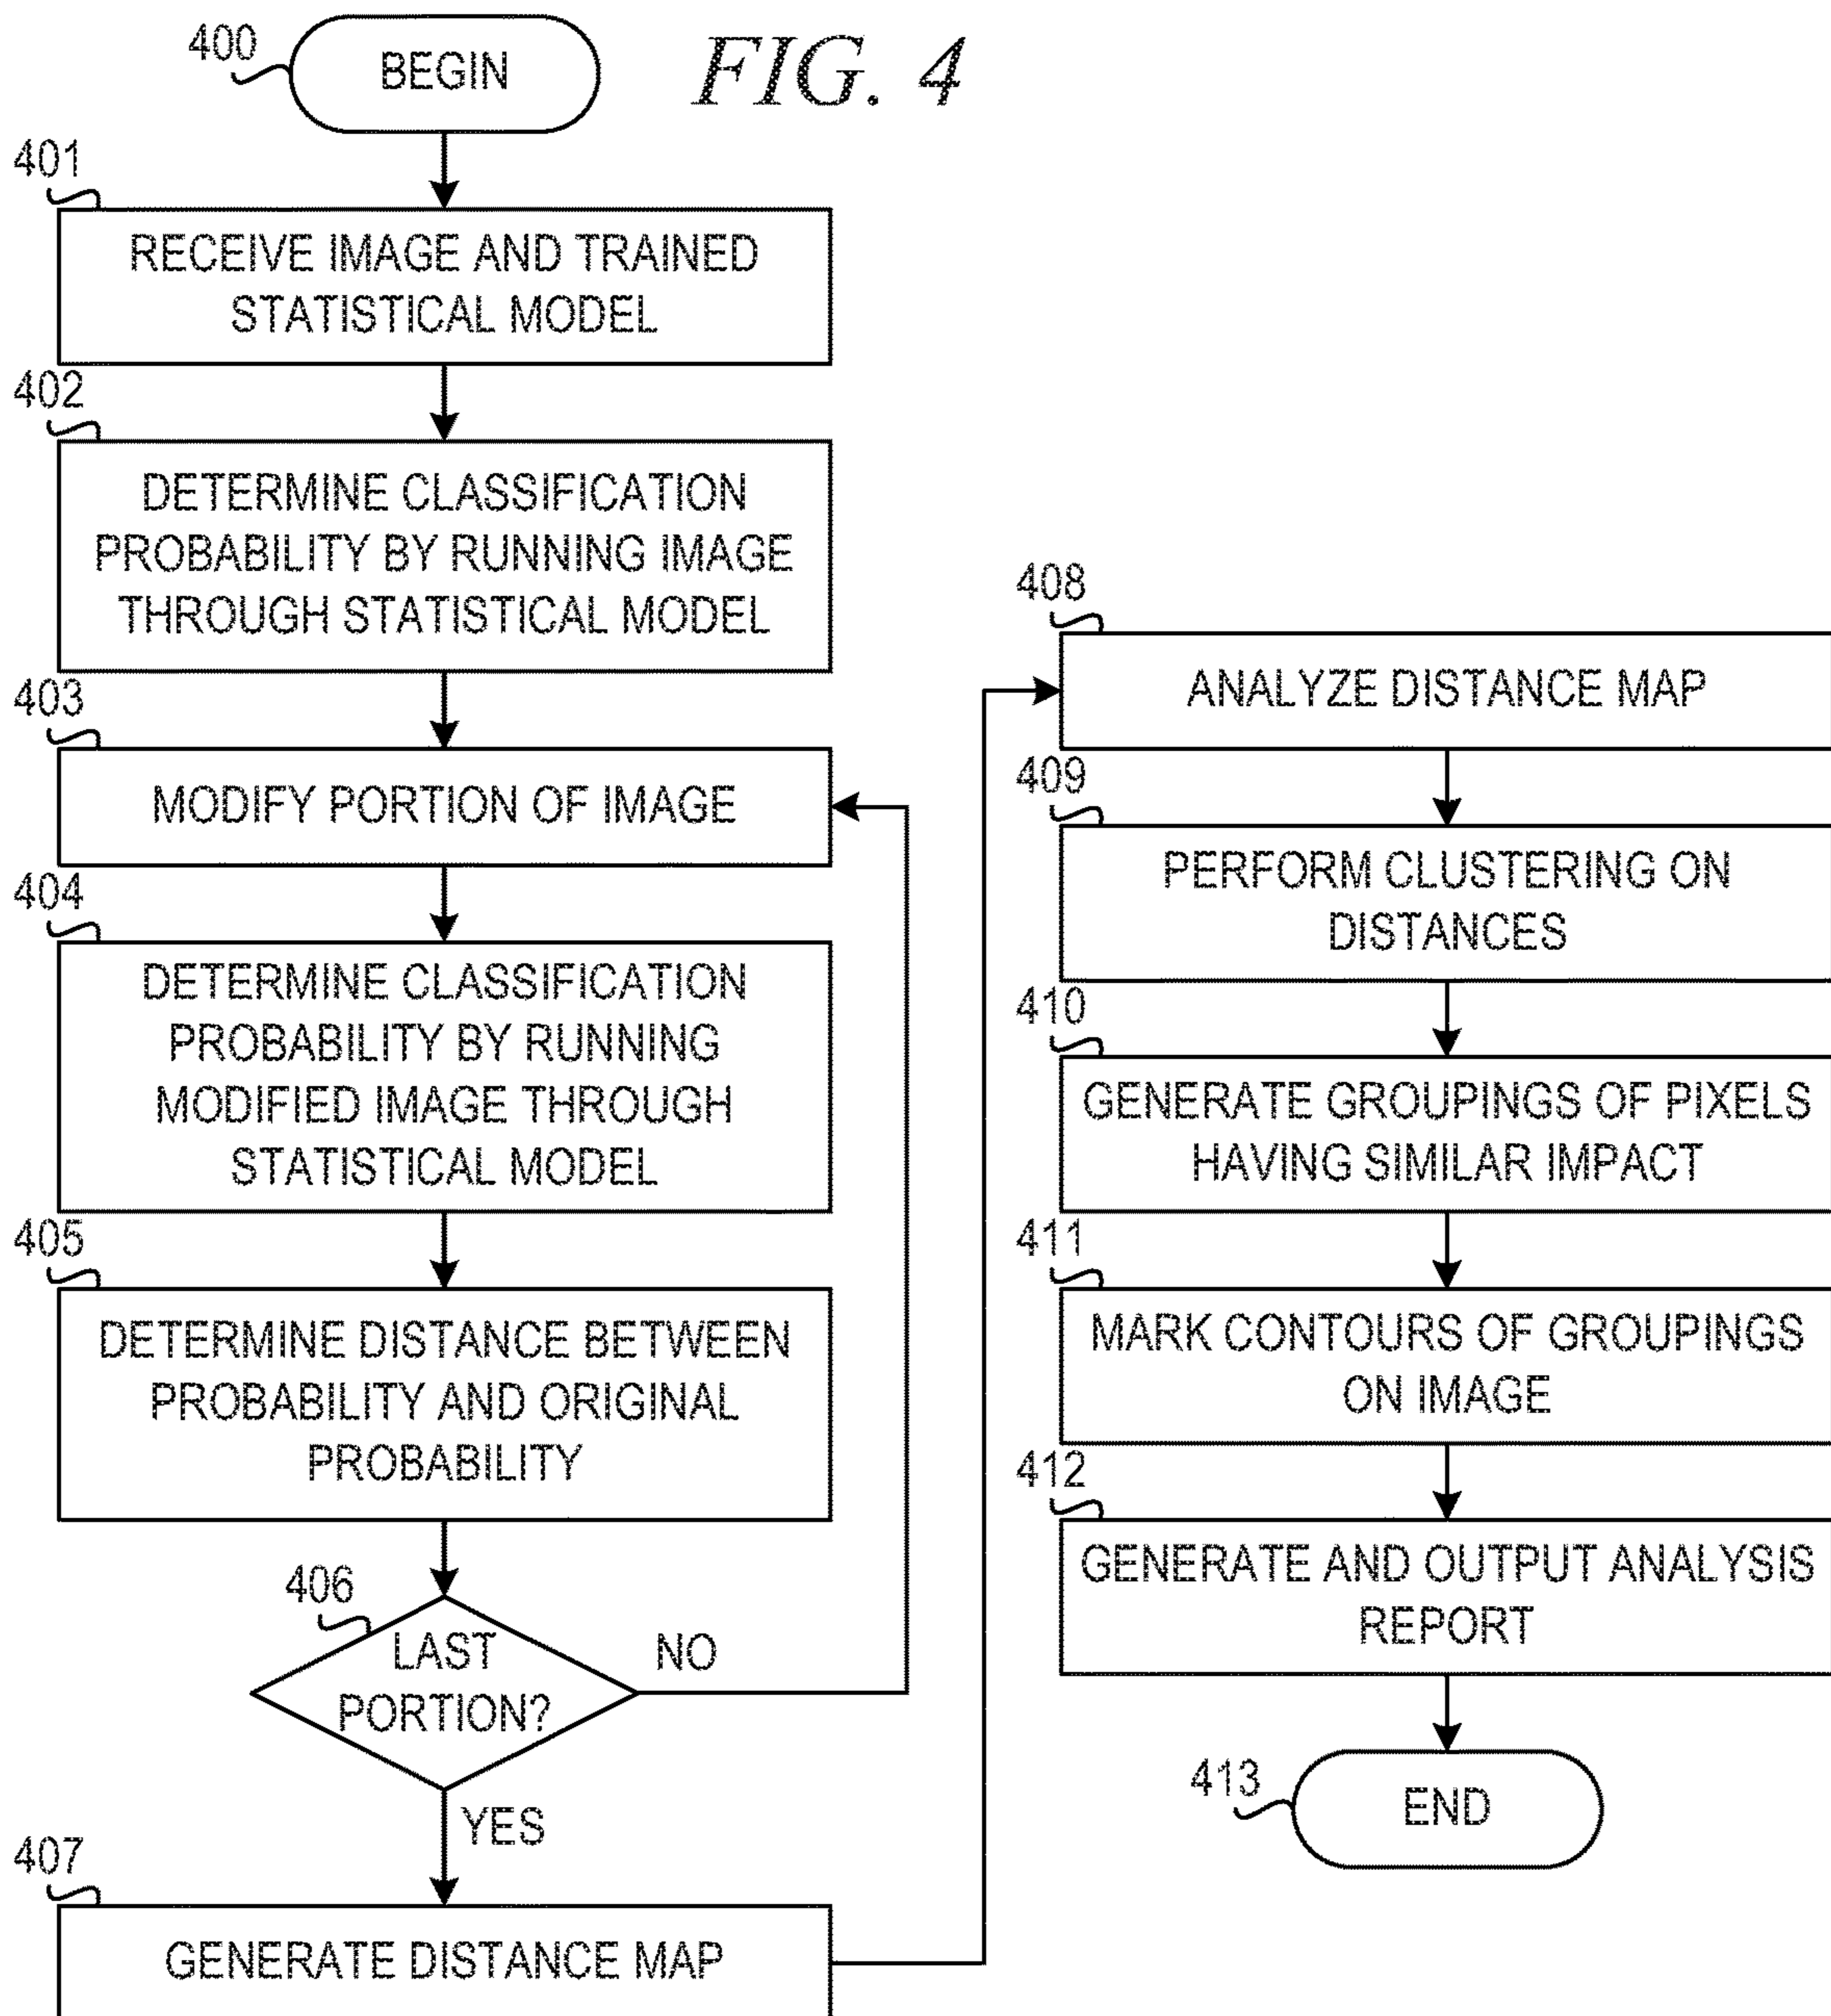 400
BEGIN
FIG. 4
401
RECEIVE IMAGE AND TRAINED
STATISTICAL MODEL
402
DETERMINE CLASSIFICATION
PROBABILITY BY RUNNING IMAGE
THROUGH STATISTICAL MODEL
403
MODIFY PORTION OF IMAGE
404
DETERMINE CLASSIFICATION
PROBABILITY BY RUNNING
MODIFIED IMAGE THROUGH
STATISTICAL MODEL
405
DETERMINE DISTANCE BETWEEN
PROBABILITY AND ORIGINAL
PROBABILITY
406
LAST
PORTION?
NO
YES
407
GENERATE DISTANCE MAP
408
ANALYZE DISTANCE MAP
409
PERFORM CLUSTERING ON
DISTANCES
410
GENERATE GROUPINGS OF PIXELS
HAVING SIMILAR IMPACT
411
MARK CONTOURS OF GROUPINGS
ON IMAGE
412
GENERATE AND OUTPUT ANALYSIS
REPORT
413
END